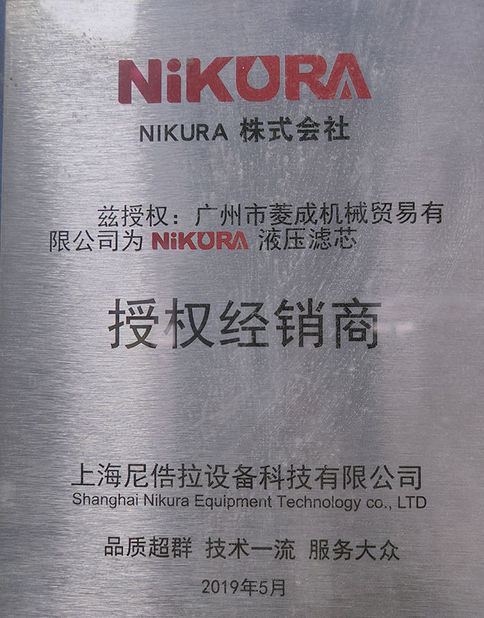 NiKURA
NIKURA 株式会社
兹授权：广州市菱成机械贸易有
限公司为 NiKURA 液压滤芯
授权经销商
上海尼俈拉设备科技有限公司
Shanghai Nikura Equipment Technology co., LTD
品质超群 技术一流 服务大众
2019年5月